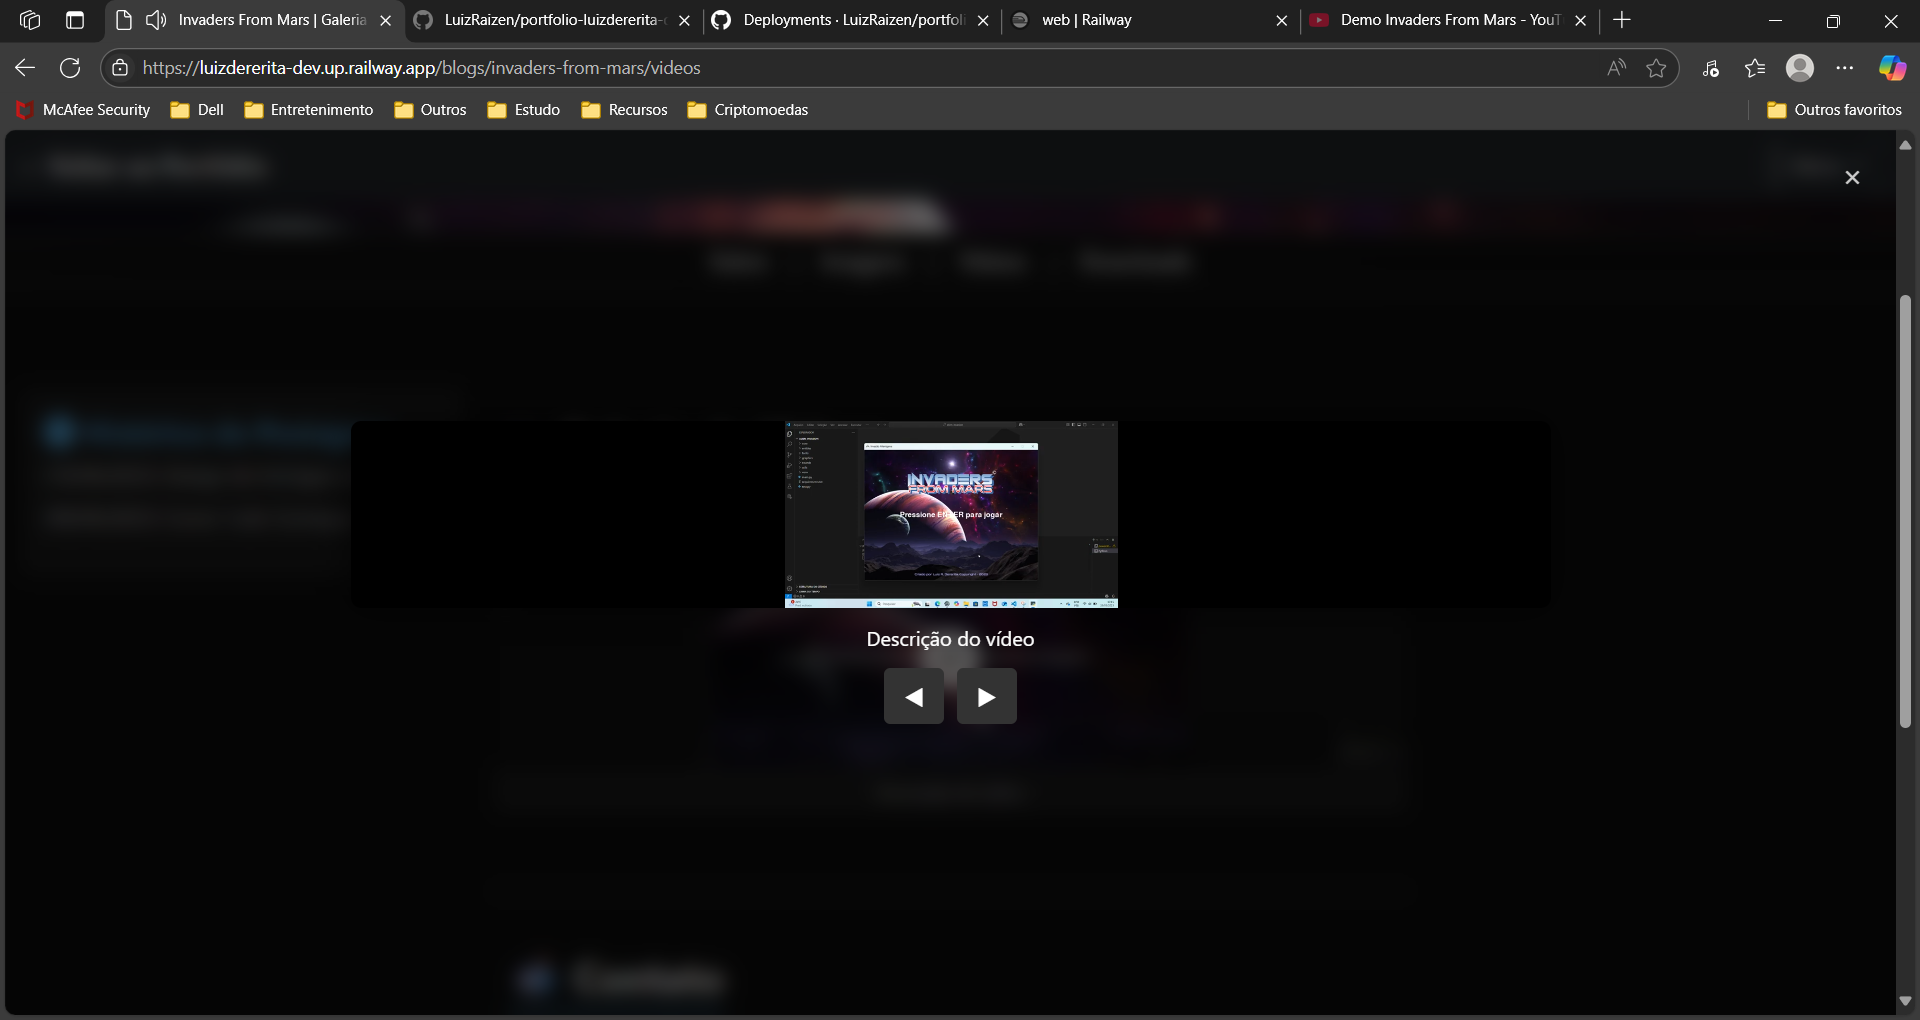 Invaders From Mars | Galeria
LuizRaizen/portfolio-luizdererita-
Deployments · LuizRaizen/portfoli
web | Railway
Demo Invaders From Mars - YouT
https://luizdererita-dev.up.railway.app/blogs/invaders-from-mars/videos
McAfee Security
Dell
Entretenimento
Outros
Estudo
Recursos
Criptomoedas
Outros favoritos
INVADERS
FROM MARS
Pressione ENTER para jogar
Descrição do vídeo